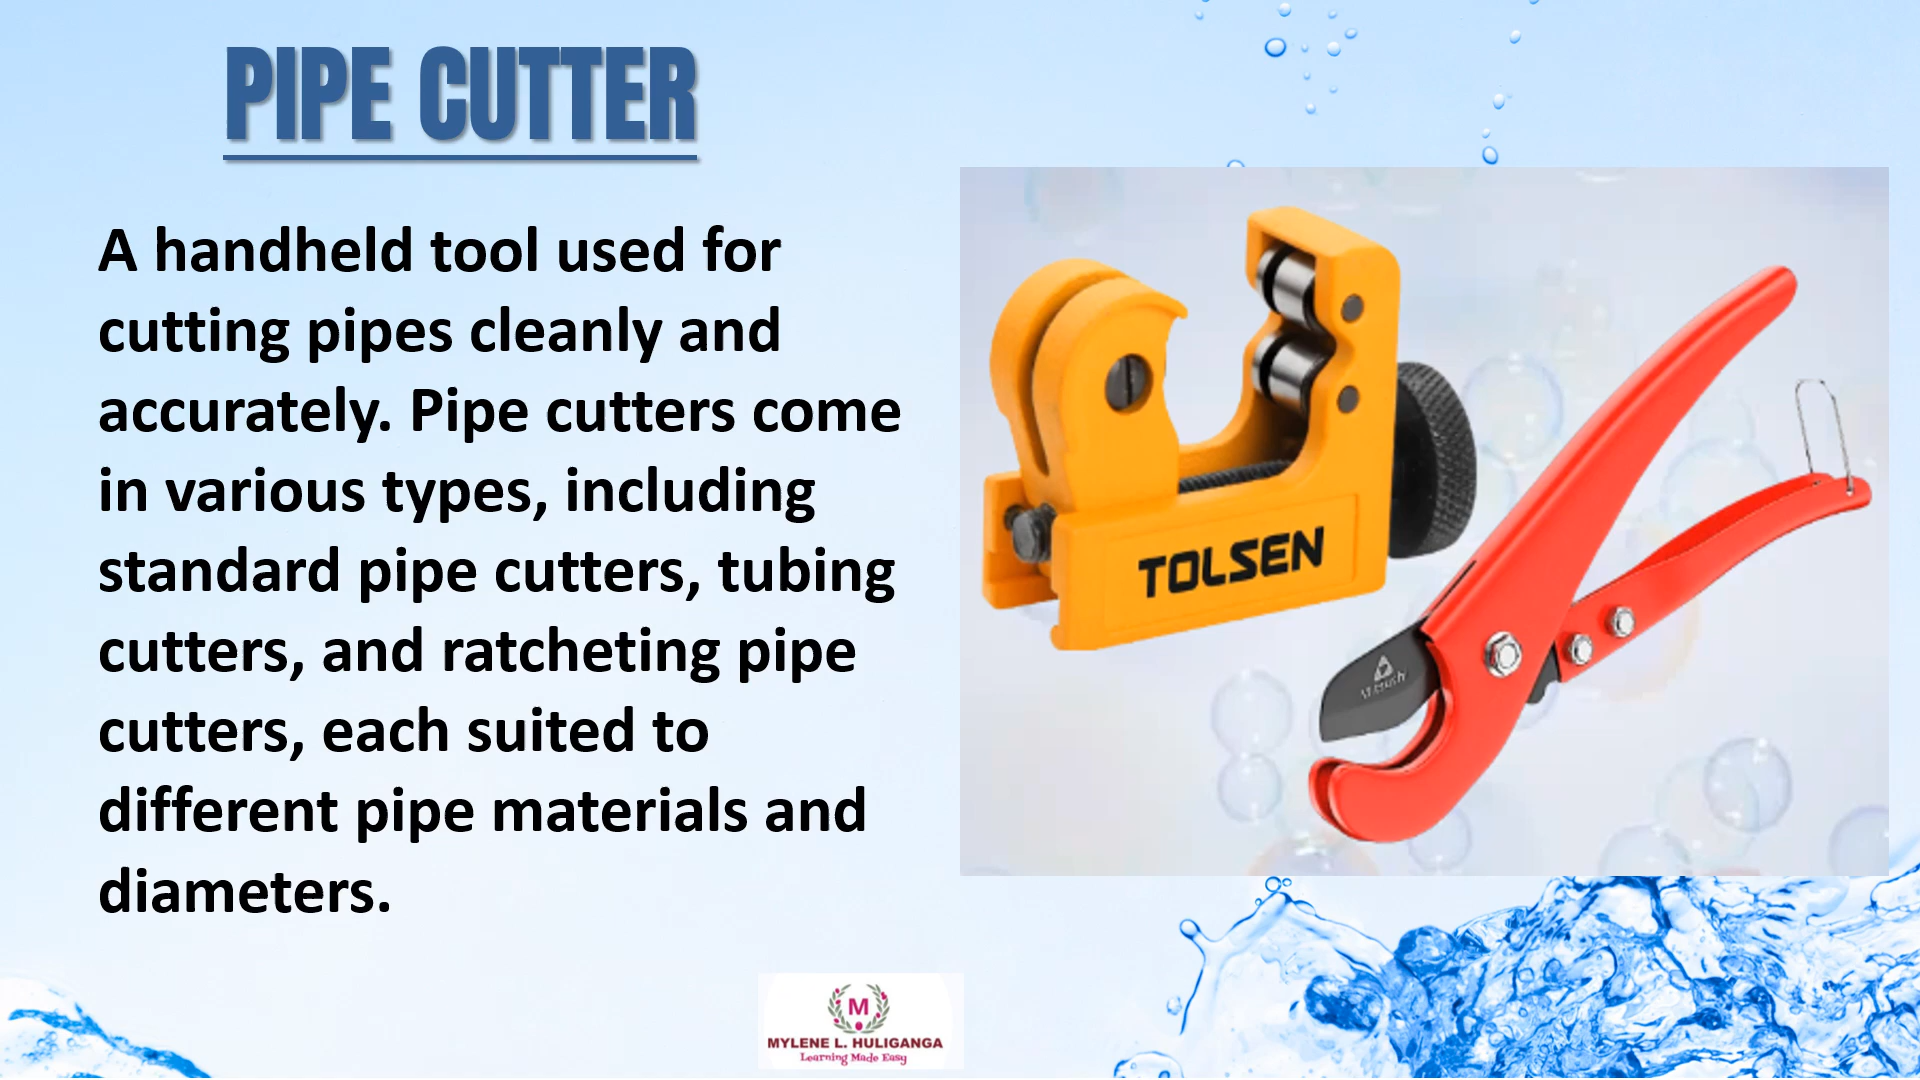 PIPE CUTTER
A handheld tool used for
cutting pipes cleanly and
accurately. Pipe cutters come
in various types, including
standard pipe cutters, tubing
cutters, and ratcheting pipe
cutters, each suited to
different pipe materials and
diameters.
TOLSEN
M
MYLENE L. HULIGANGA
Learning Made Easy